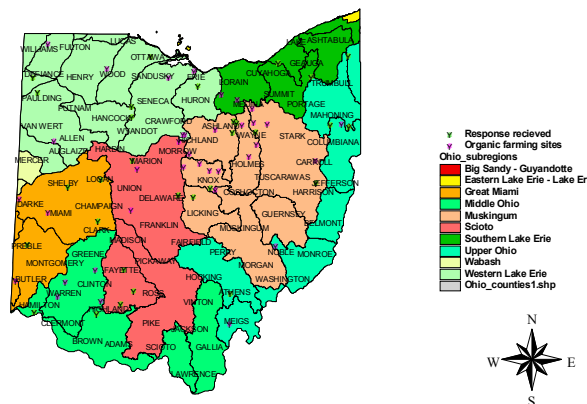 LUCAS
WILLIAMS FULTON
OTTAWA
LAKE ASHTABULA
DEFIANCE HENRY WOOD SANDUSKY ERIE
CUYAHOGA GEAUGA
LORAIN
TRUMBULL
PAULDING SENECA HURON
SUMMIT PORTAGE
PUTNAM HANCOCK
MEDINA
MAHONING
VAN WERT CRAWFORD ASHLAND WAYNE STARK
ALLEN WYANDOT RICHLAND
COLUMBIANA
AUGLAIZE HARDIN MARION MORROW
MERCER HOLMES CARROLL
SHELBY LOGAN KNOX TUSCARAWAS JEFFERSON
UNION COSHOCTON HARRISON
DARKE MIAMI CHAMPAIGN DELAWARE LICKING GUERNSEY BELMONT
CLARK FRANKLIN MUSKINGUM
PREBLE MADISON FAIRFIELD NOBLE MONROE
MONTGOMERY GREENE PICKAWAY PERRY MORGAN
BUTLER CLINTON FAYETTE HOCKING WASHINGTON
WARREN ROSS ATHENS
HAMILTON HIGHLAND VINTON
CLERMONT PIKE MEIGS
BROWN ADAMS JACKSON GALLIA
SCIOTO
LAWRENCE
Response recieved
Organic farming sites
Ohio_subregions
Big Sandy - Guyandotte
Eastern Lake Erie - Lake Eri
Great Miami
Middle Ohio
Muskingum
Scioto
Southern Lake Erie
Upper Ohio
Wabash
Western Lake Erie
Ohio_counties1.shp
N
W E
S